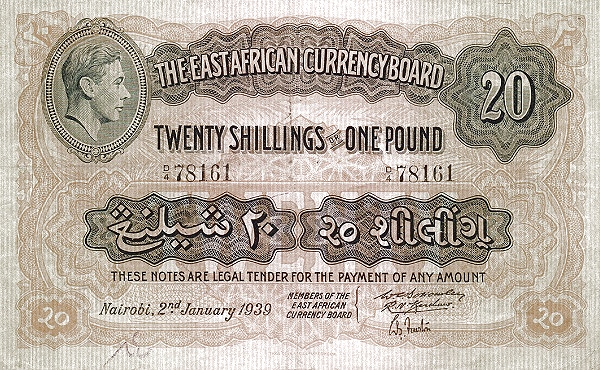 THE EAST AFRICAN CURRENCY BOARD
20
TWENTY SHILLINGS OR ONE POUND
D/4 78161 D/4 78161
٢٠ شيلينڠ
૨૦ શીલીંગ
THESE NOTES ARE LEGAL TENDER FOR THE PAYMENT OF ANY AMOUNT
Nairobi, 2nd January 1939
MEMBERS OF THE
EAST AFRICAN
CURRENCY BOARD
20 20